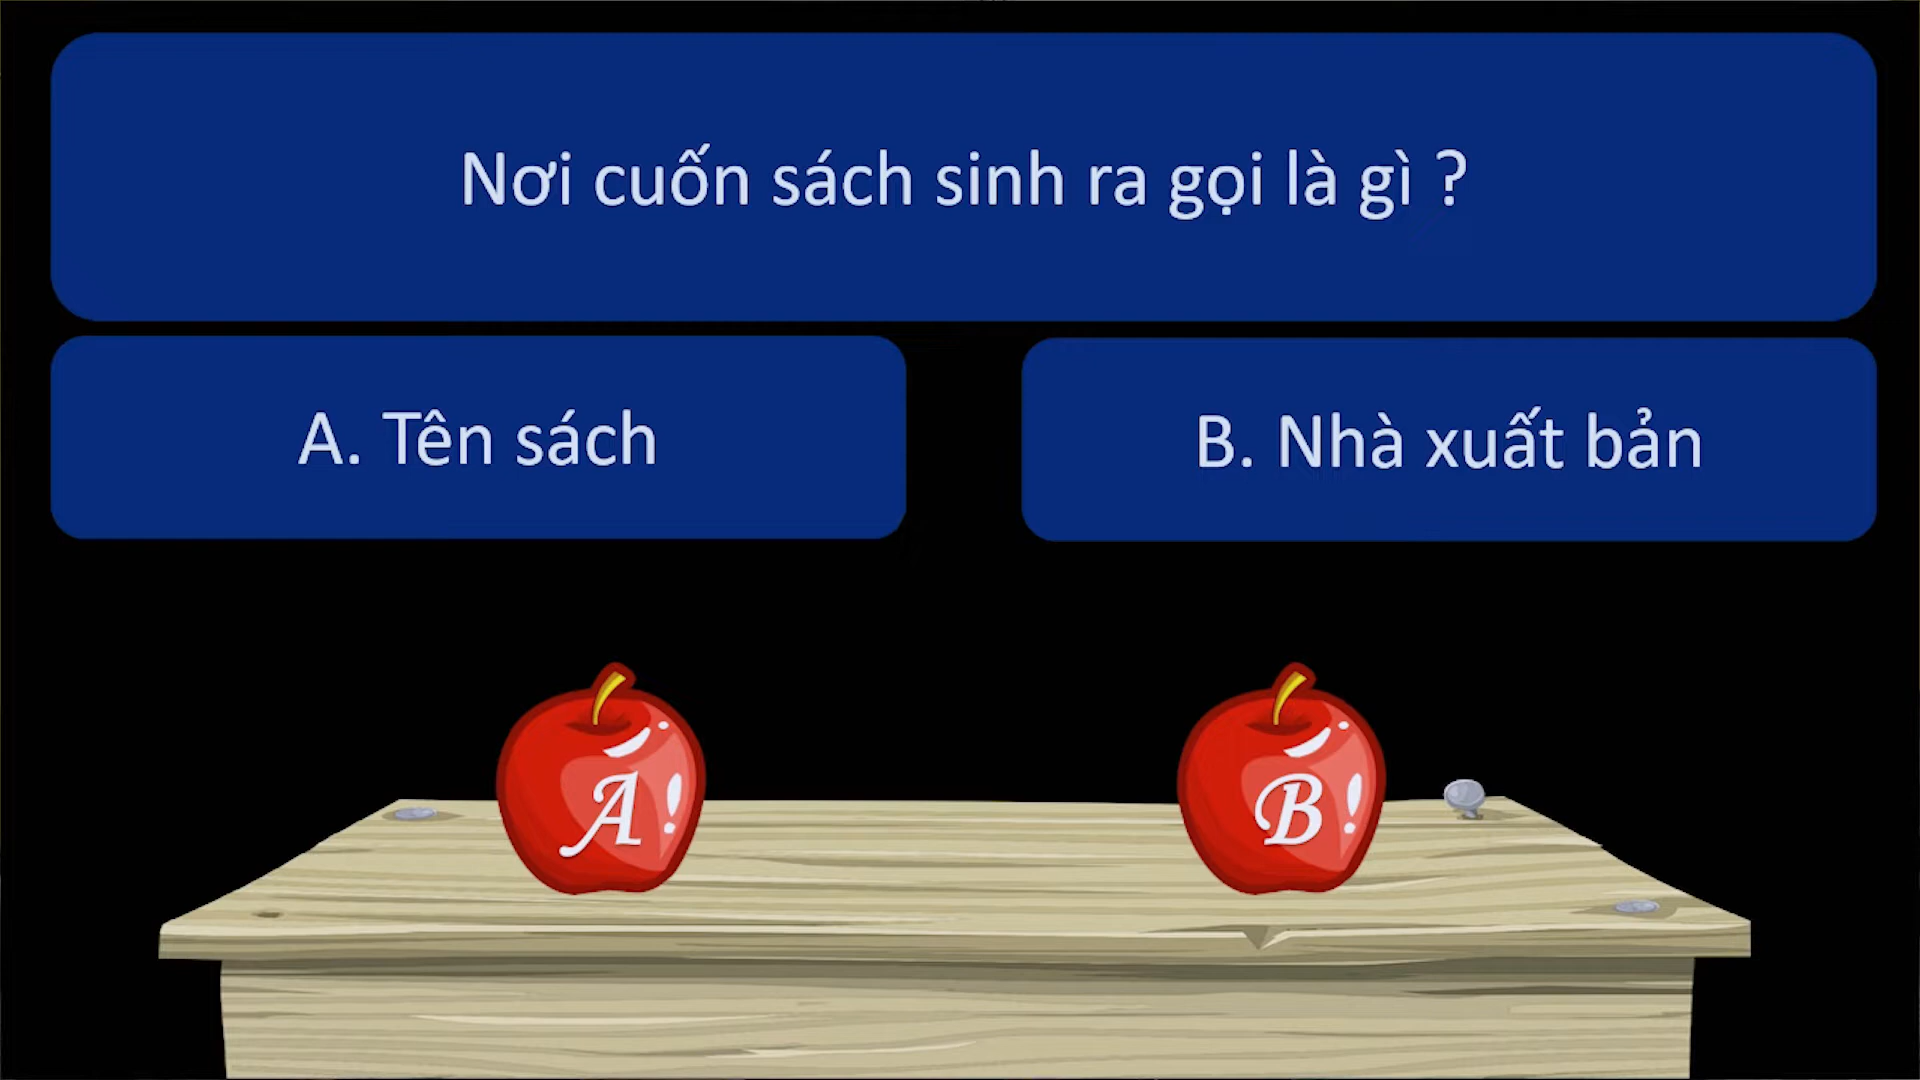 Nơi cuốn sách sinh ra gọi là gì ?
A. Tên sách
B. Nhà xuất bản
A
B